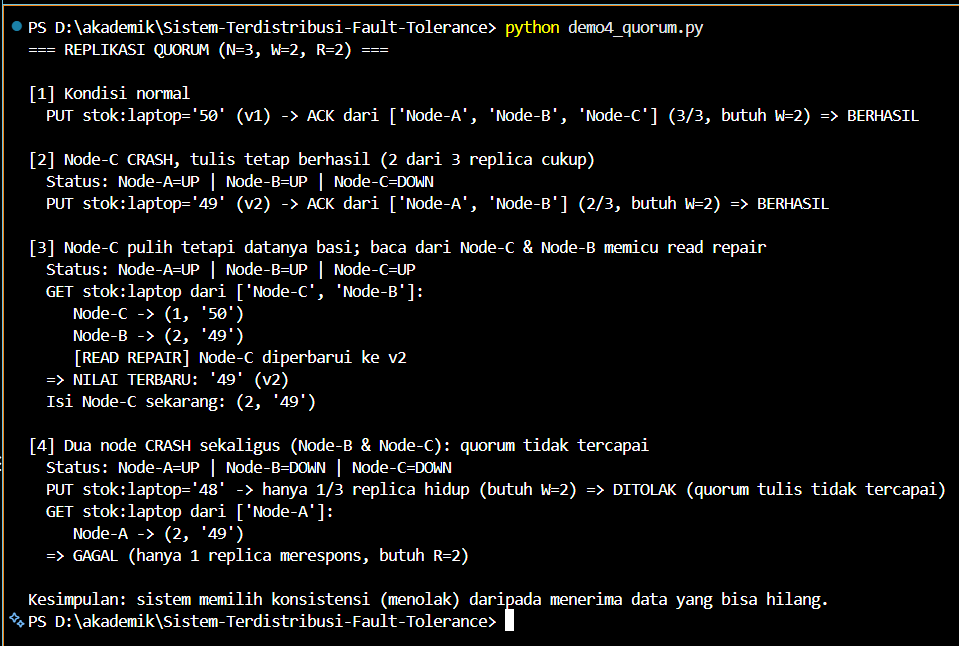 PS D:\akademik\Sistem-Terdistribusi-Fault-Tolerance> python demo4_quorum.py
=== REPLIKASI QUORUM (N=3, W=2, R=2) ===
[1] Kondisi normal
PUT stok:laptop='50' (v1) -> ACK dari ['Node-A', 'Node-B', 'Node-C'] (3/3, butuh W=2) => BERHASIL
[2] Node-C CRASH, tulis tetap berhasil (2 dari 3 replica cukup)
Status: Node-A=UP | Node-B=UP | Node-C=DOWN
PUT stok:laptop='49' (v2) -> ACK dari ['Node-A', 'Node-B'] (2/3, butuh W=2) => BERHASIL
[3] Node-C pulih tetapi datanya basi; baca dari Node-C & Node-B memicu read repair
Status: Node-A=UP | Node-B=UP | Node-C=UP
GET stok:laptop dari ['Node-C', 'Node-B']:
Node-C -> (1, '50')
Node-B -> (2, '49')
[READ REPAIR] Node-C diperbarui ke v2
=> NILAI TERBARU: '49' (v2)
Isi Node-C sekarang: (2, '49')
[4] Dua node CRASH sekaligus (Node-B & Node-C): quorum tidak tercapai
Status: Node-A=UP | Node-B=DOWN | Node-C=DOWN
PUT stok:laptop='48' -> hanya 1/3 replica hidup (butuh W=2) => DITOLAK (quorum tulis tidak tercapai)
GET stok:laptop dari ['Node-A']:
Node-A -> (2, '49')
=> GAGAL (hanya 1 replica merespons, butuh R=2)
Kesimpulan: sistem memilih konsistensi (menolak) daripada menerima data yang bisa hilang.
PS D:\akademik\Sistem-Terdistribusi-Fault-Tolerance>